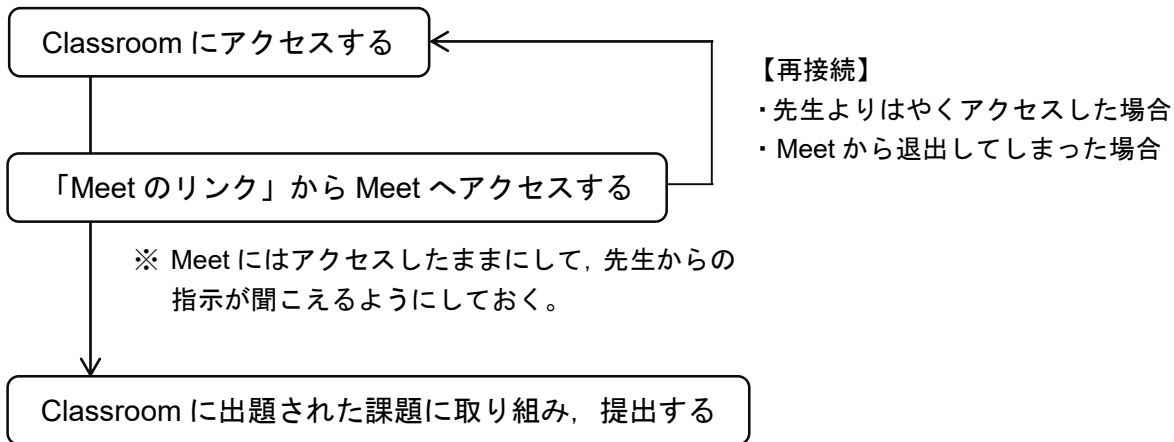 Classroom にアクセスする
【再接続】
・先生よりはやくアクセスした場合
・Meet から退出してしまった場合
「Meet のリンク」から Meet へアクセスする
※ Meet にはアクセスしたままにして，先生からの
指示が聞こえるようにしておく。
Classroom に出題された課題に取り組み，提出する